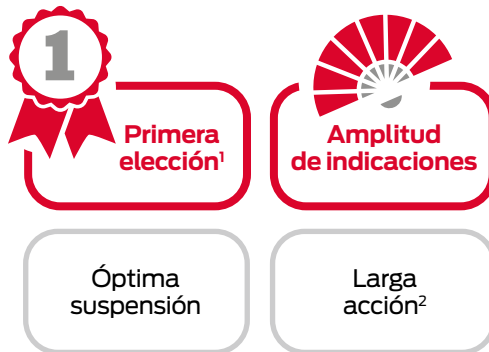 1
Primera
elección¹
Amplitud
de indicaciones
Óptima
suspensión
Larga
acción²